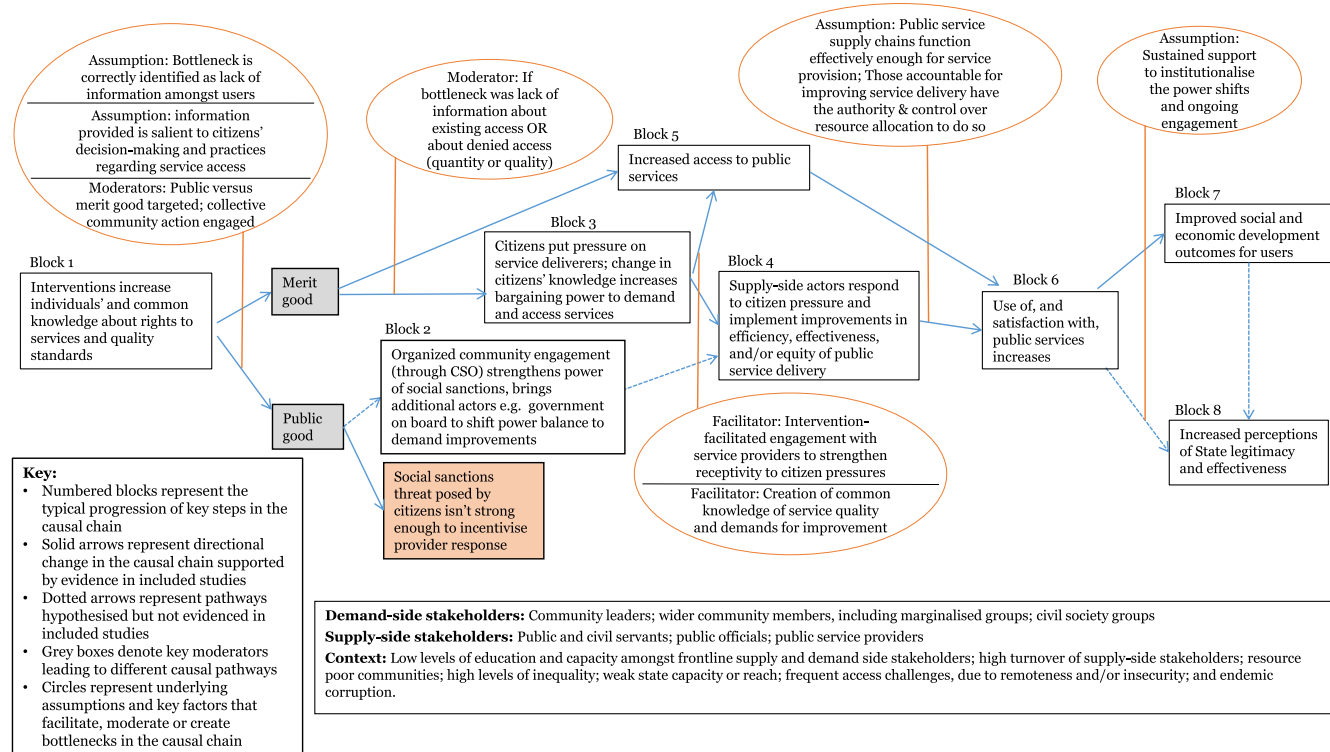 Assumption: Bottleneck is
correctly identified as lack of
information amongst users
Assumption: information
provided is salient to citizens'
decision-making and practices
regarding service access
Moderators: Public versus
merit good targeted; collective
community action engaged
Moderator: If
bottleneck was lack of
information about
existing access OR
about denied access
(quantity or quality)
Assumption: Public service
supply chains function
effectively enough for service
provision; Those accountable for
improving service delivery have
the authority & control over
resource allocation to do so
Assumption:
Sustained support
to institutionalise
the power shifts
and ongoing
engagement
Block 1
Interventions increase
individuals' and common
knowledge about rights to
services and quality
standards
Merit
good
Public
good
Block 2
Organized community engagement
(through CSO) strengthens power
of social sanctions, brings
additional actors e.g. government
on board to shift power balance to
demand improvements
Social sanctions
threat posed by
citizens isn't strong
enough to incentivise
provider response
Block 3
Citizens put pressure on
service deliverers; change in
citizens' knowledge increases
bargaining power to demand
and access services
Block 4
Supply-side actors respond
to citizen pressure and
implement improvements in
efficiency, effectiveness,
and/or equity of public
service delivery
Block 5
Increased access to public
services
Block 6
Use of, and
satisfaction with,
public services
increases
Block 7
Improved social and
economic development
outcomes for users
Block 8
Increased perceptions
of State legitimacy
and effectiveness
Facilitator: Intervention-
facilitated engagement with
service providers to strengthen
receptivity to citizen pressures
Facilitator: Creation of common
knowledge of service quality
and demands for improvement
Key:
• Numbered blocks represent the
typical progression of key steps in the
causal chain
• Solid arrows represent directional
change in the causal chain supported
by evidence in included studies
• Dotted arrows represent pathways
hypothesised but not evidenced in
included studies
• Grey boxes denote key moderators
leading to different causal pathways
• Circles represent underlying
assumptions and key factors that
facilitate, moderate or create
bottlenecks in the causal chain
Demand-side stakeholders: Community leaders; wider community members, including marginalised groups; civil society groups
Supply-side stakeholders: Public and civil servants; public officials; public service providers
Context: Low levels of education and capacity amongst frontline supply and demand side stakeholders; high turnover of supply-side stakeholders; resource
poor communities; high levels of inequality; weak state capacity or reach; frequent access challenges, due to remoteness and/or insecurity; and endemic
corruption.